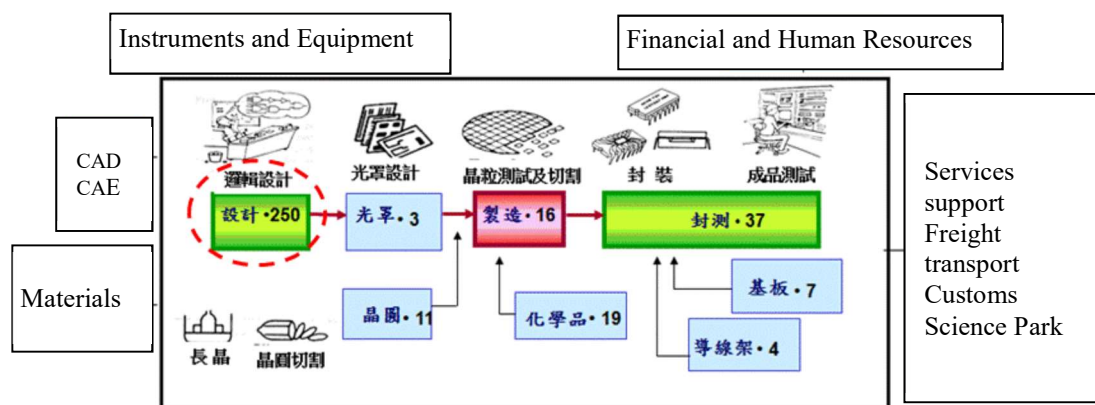 Instruments and Equipment
Financial and Human Resources
CAD
CAE
Materials
邏輯設計
光罩設計
晶粒測試及切割
封 裝
成品測試
設計・250
光罩・3
製造・16
封測・37
晶圓・11
化學品・19
基板・7
導線架・4
長晶
晶圓切割
Services
support
Freight
transport
Customs
Science Park